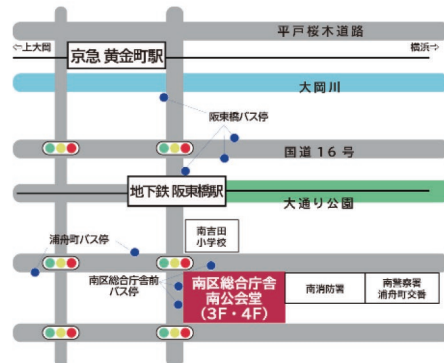 平戸桜木道路
←上大岡
京急 黄金町駅
横浜⇒
大岡川
阪東橋バス停
国道16号
地下鉄 阪東橋駅
大通り公園
南吉田
小学校
浦舟町バス停
南区総合庁舎前
バス停
南区総合庁舎
南公会堂
(3F・4F)
南消防署
南警察署
浦舟町交番